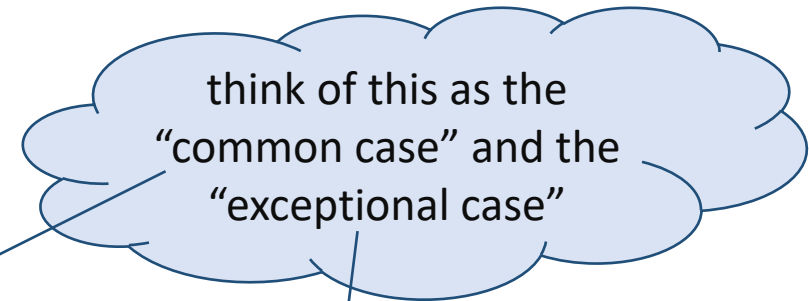 think of this as the
“common case” and the
“exceptional case”